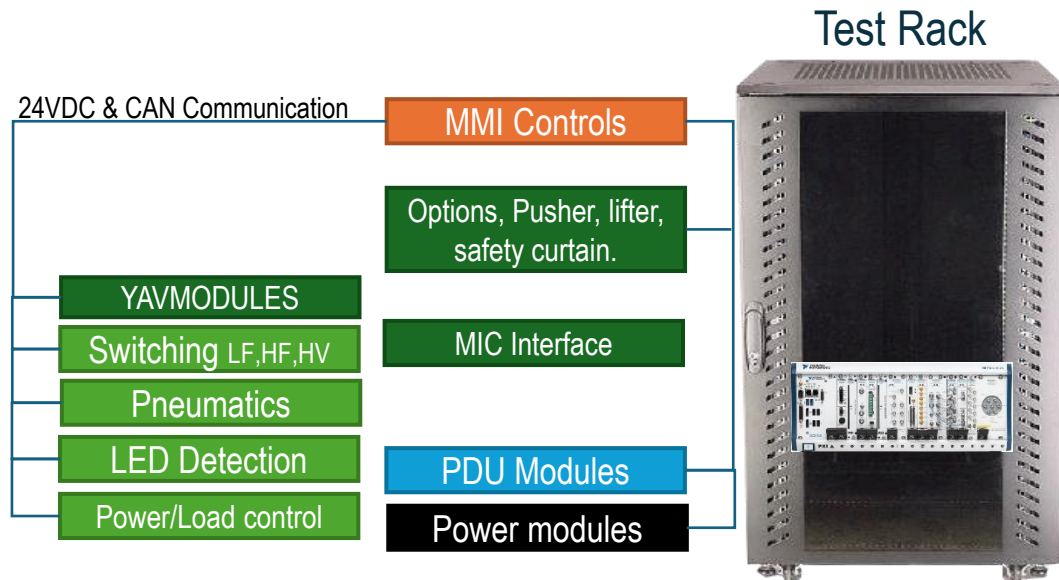 Test Rack
24VDC & CAN Communication
MMI Controls
Options, Pusher, lifter,
safety curtain.
YAVMODULES
Switching LF,HF,HV
MIC Interface
Pneumatics
LED Detection
PDU Modules
Power/Load control
Power modules